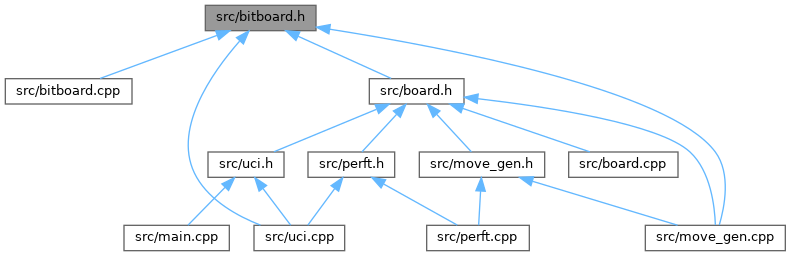 src/bitboard.h
src/bitboard.cpp
src/board.h
src/uci.h
src/perft.h
src/move_gen.h
src/board.cpp
src/main.cpp
src/uci.cpp
src/perft.cpp
src/move_gen.cpp